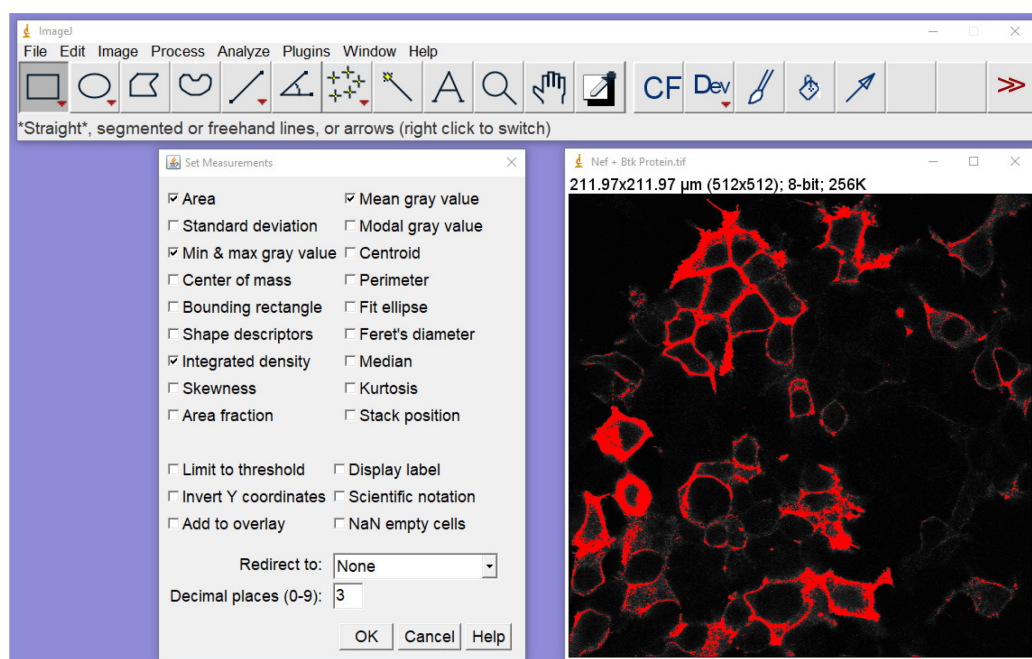 ImageJ
File Edit Image Process Analyze Plugins Window Help
A CF Dev >>
*Straight*, segmented or freehand lines, or arrows (right click to switch)
Set Measurements
Area Mean gray value
Standard deviation Modal gray value
Min & max gray value Centroid
Center of mass Perimeter
Bounding rectangle Fit ellipse
Shape descriptors Feret's diameter
Integrated density Median
Skewness Kurtosis
Area fraction Stack position
Limit to threshold Display label
Invert Y coordinates Scientific notation
Add to overlay NaN empty cells
Redirect to: None
Decimal places (0-9): 3
OK Cancel Help
Nef + Btk Protein.tif
211.97x211.97 µm (512x512); 8-bit; 256K